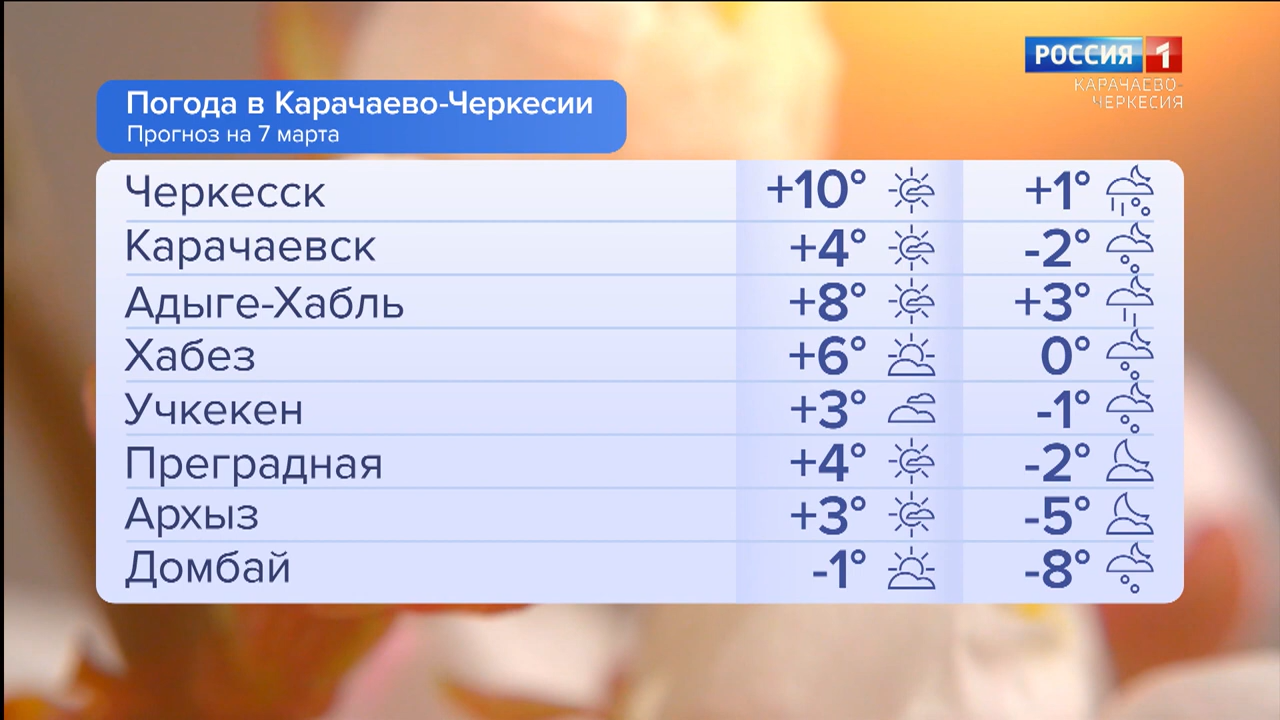 РОССИЯ 1
КАРАЧАЕВО-
ЧЕРКЕСИЯ
Погода в Карачаево-Черкесии
Прогноз на 7 марта
Черкесск +10° +1°
Карачаевск +4° -2°
Адыге-Хабль +8° +3°
Хабез +6° 0°
Учкекен +3° -1°
Преградная +4° -2°
Архыз +3° -5°
Домбай -1° -8°